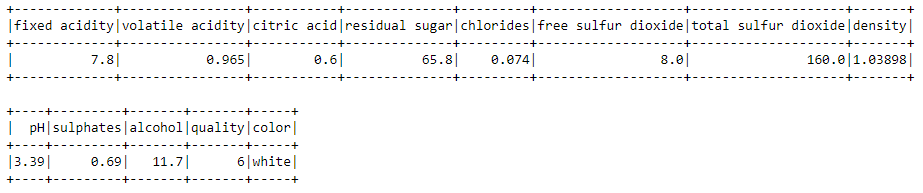 +-------------+----------------+-----------+--------------+---------+-------------------+--------------------+-------+
|fixed acidity|volatile acidity|citric acid|residual sugar|chlorides|free sulfur dioxide|total sulfur dioxide|density|
+-------------+----------------+-----------+--------------+---------+-------------------+--------------------+-------+
|          7.8|           0.965|        0.6|          65.8|    0.074|                8.0|               160.0|1.03898|
+-------------+----------------+-----------+--------------+---------+-------------------+--------------------+-------+
+----+---------+-------+-------+-----+
|  pH|sulphates|alcohol|quality|color|
+----+---------+-------+-------+-----+
|3.39|     0.69|   11.7|      6|white|
+----+---------+-------+-------+-----+